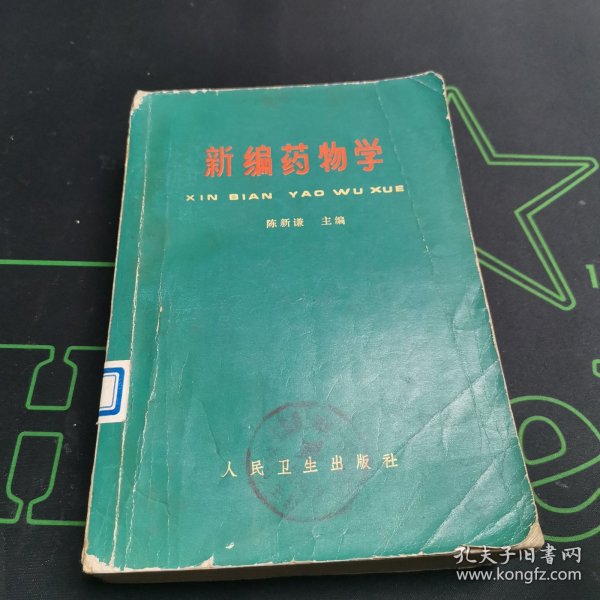 新编药物学
XIN BIAN YAO WU XUE
陈新谦 主编
人民卫生出版社
孔夫子旧书网
www.kongfz.com